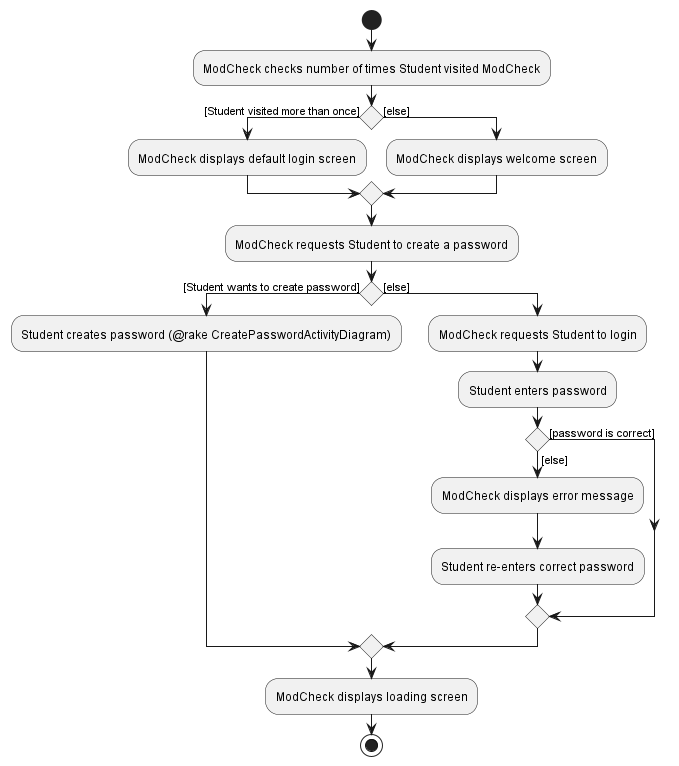 ModCheck checks number of times Student visited ModCheck
[Student visited more than once]
[else]
ModCheck displays default login screen
ModCheck displays welcome screen
ModCheck requests Student to create a password
[Student wants to create password]
[else]
Student creates password (@rake CreatePasswordActivityDiagram)
ModCheck requests Student to login
Student enters password
[password is correct]
[else]
ModCheck displays error message
Student re-enters correct password
ModCheck displays loading screen